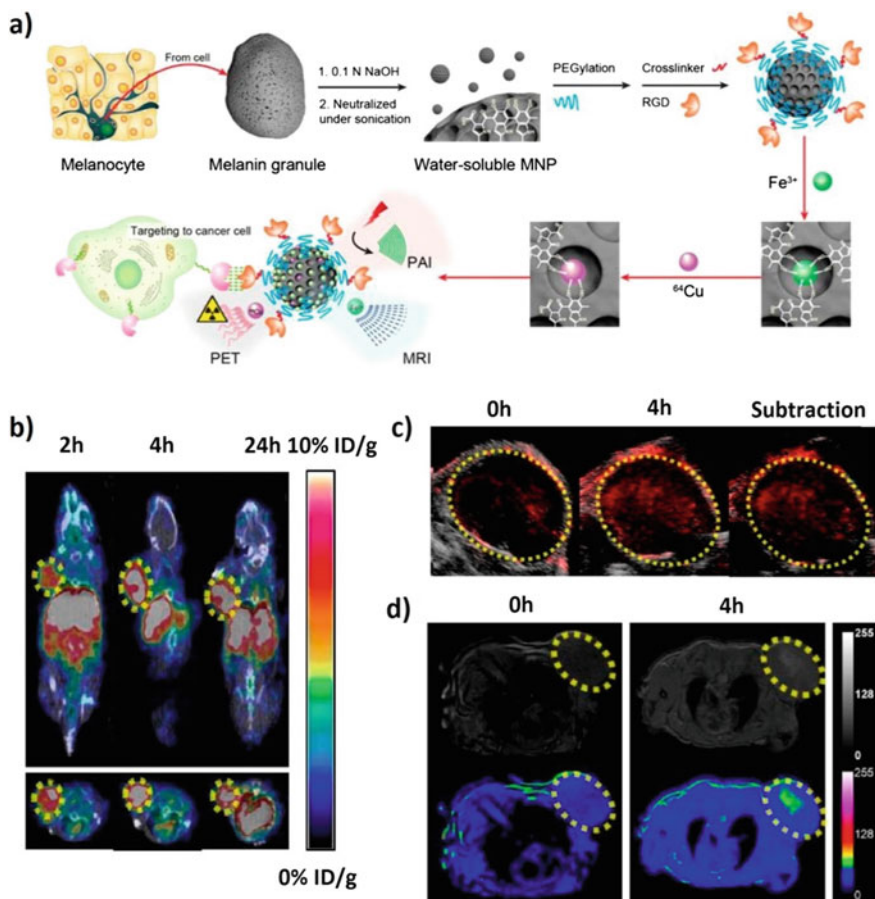 a)
From cell
1. 0.1 N NaOH
2. Neutralized
under sonication
PEGylation
Crosslinker
RGD
Melanocyte
Melanin granule
Water-soluble MNP
Fe³⁺
Targeting to cancer cell
PAI
⁶⁴Cu
PET
MRI
b)
2h
4h
24h
10% ID/g
0% ID/g
c)
0h
4h
Subtraction
d)
0h
4h
255
128
0
255
128
0